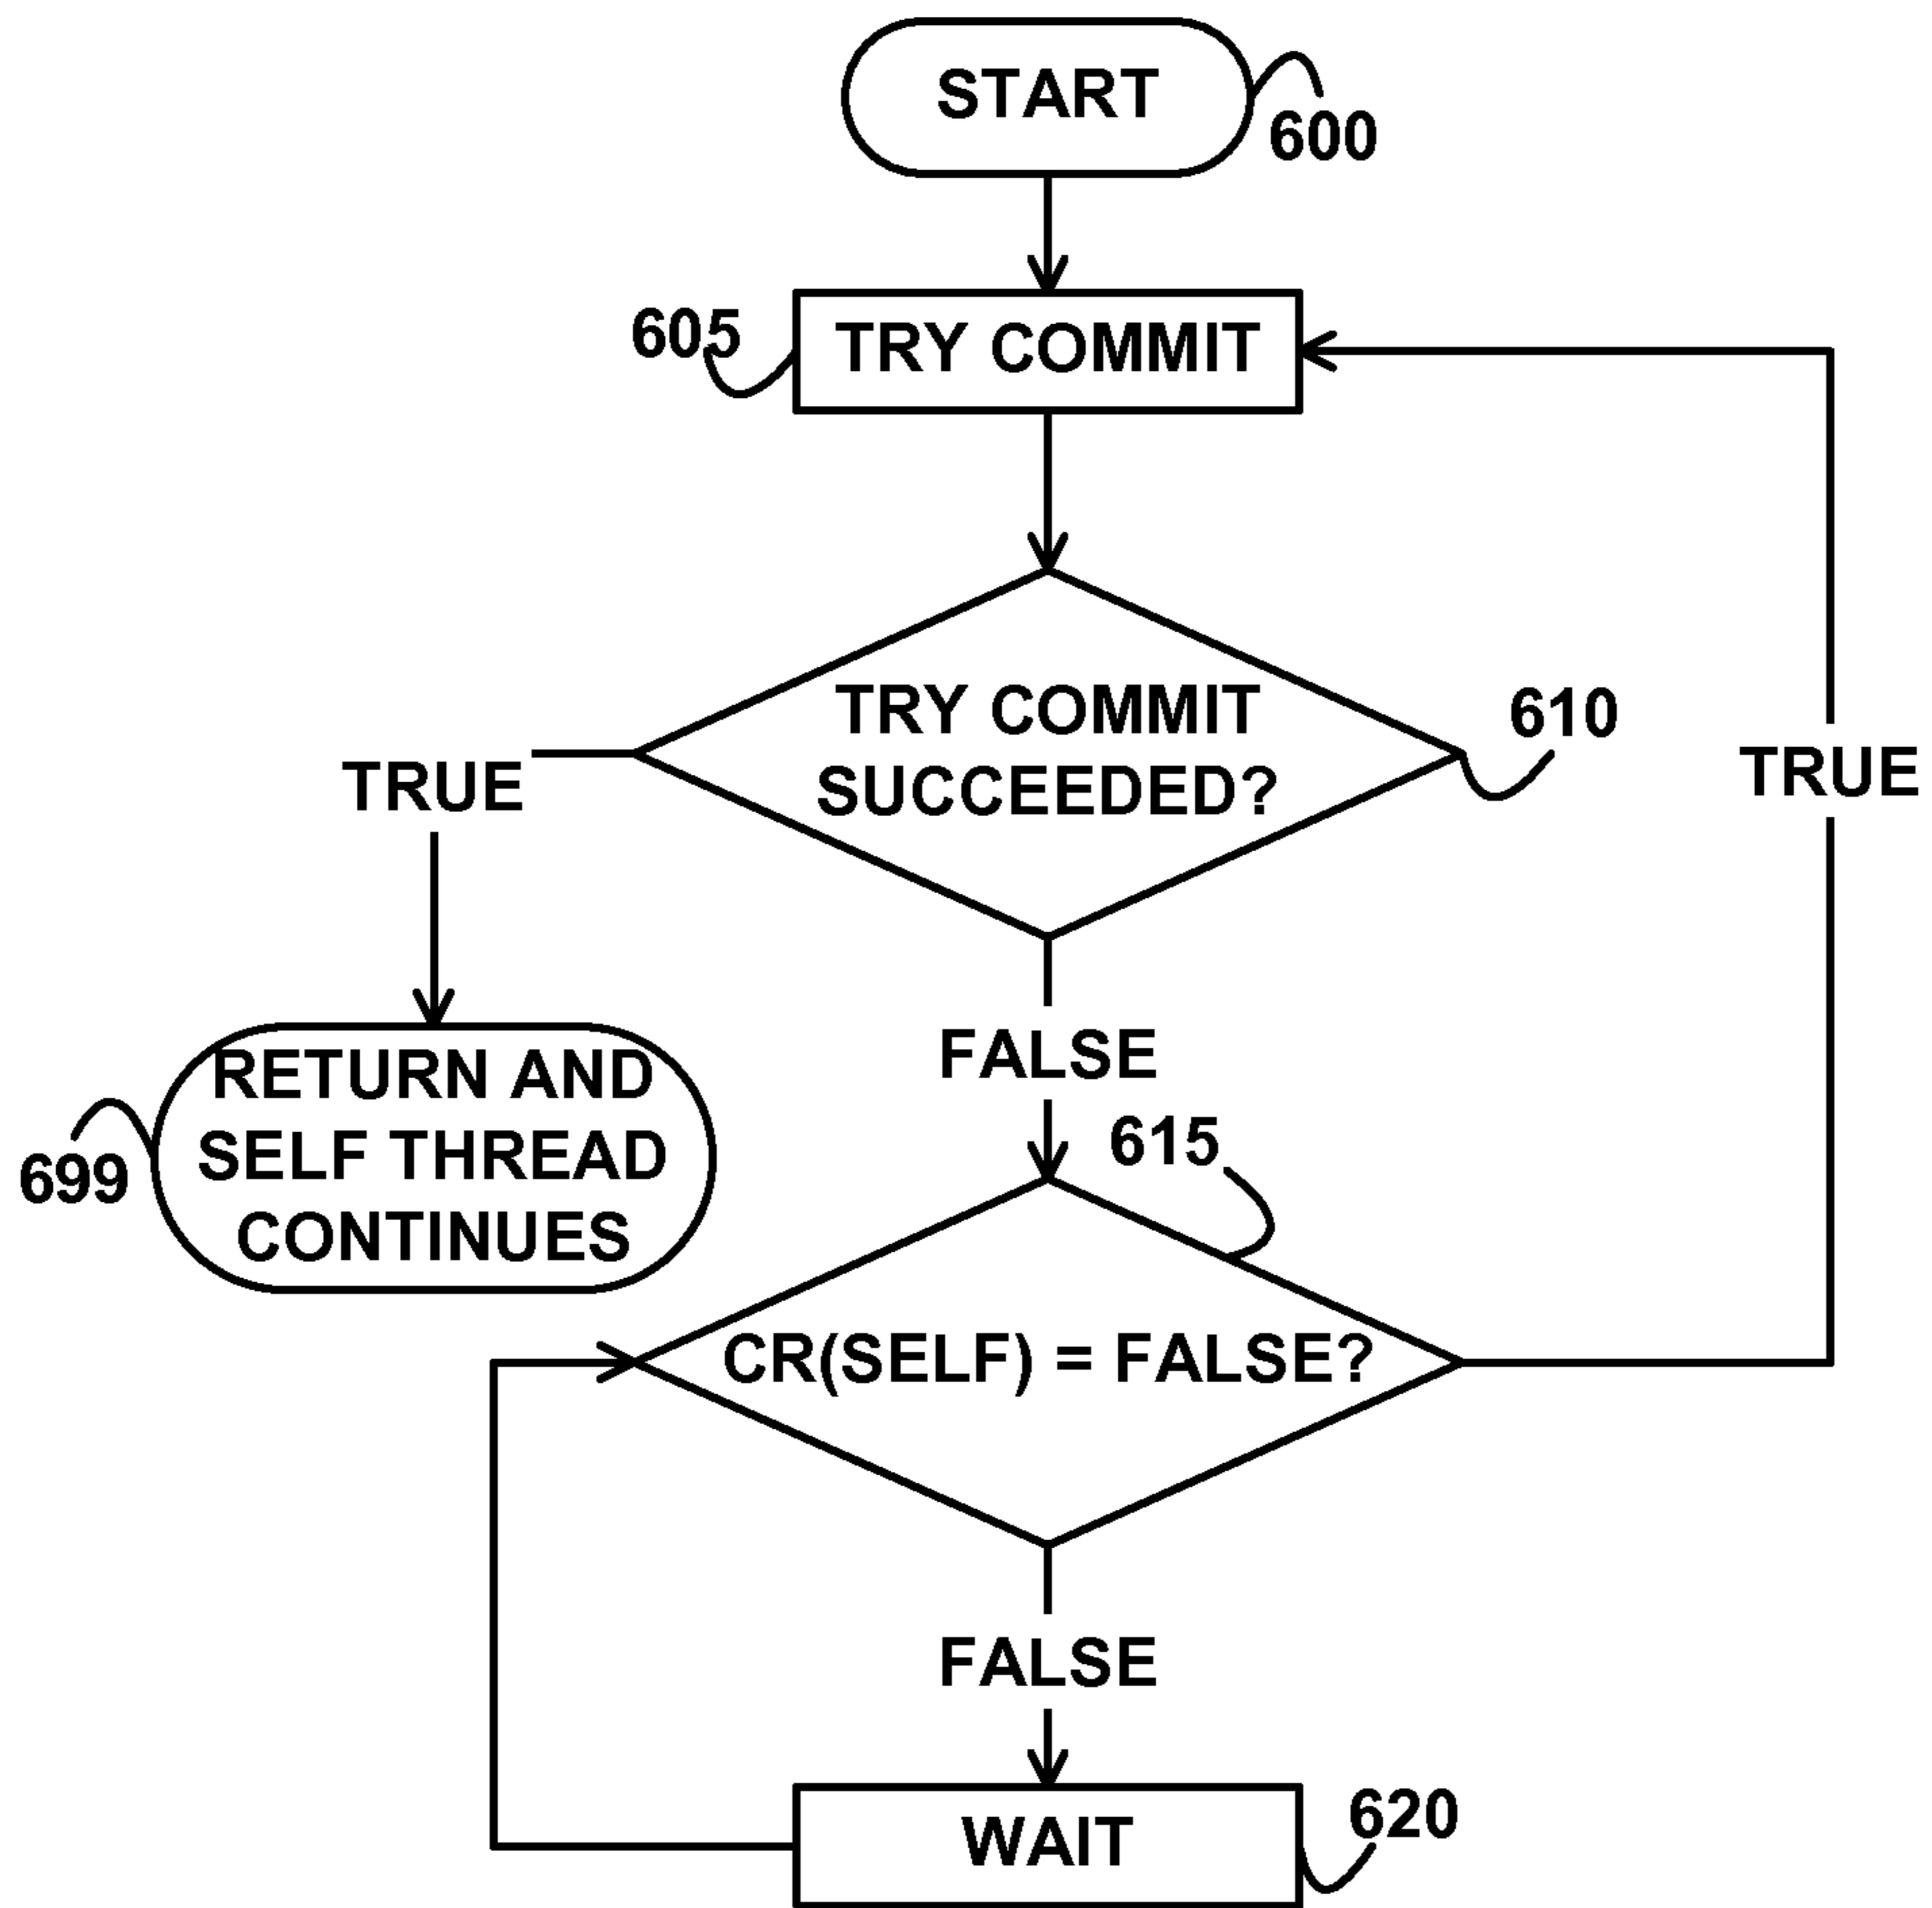 START
600
605
TRY COMMIT
TRY COMMIT
SUCCEEDED?
610
TRUE
TRUE
FALSE
RETURN AND
SELF THREAD
CONTINUES
699
615
CR(SELF) = FALSE?
FALSE
WAIT
620